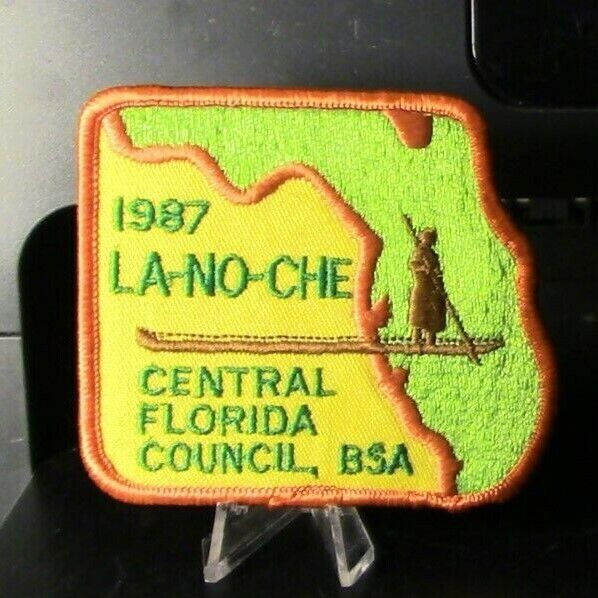 1987
LA-NO-CHE
CENTRAL
FLORIDA
COUNCIL, BSA